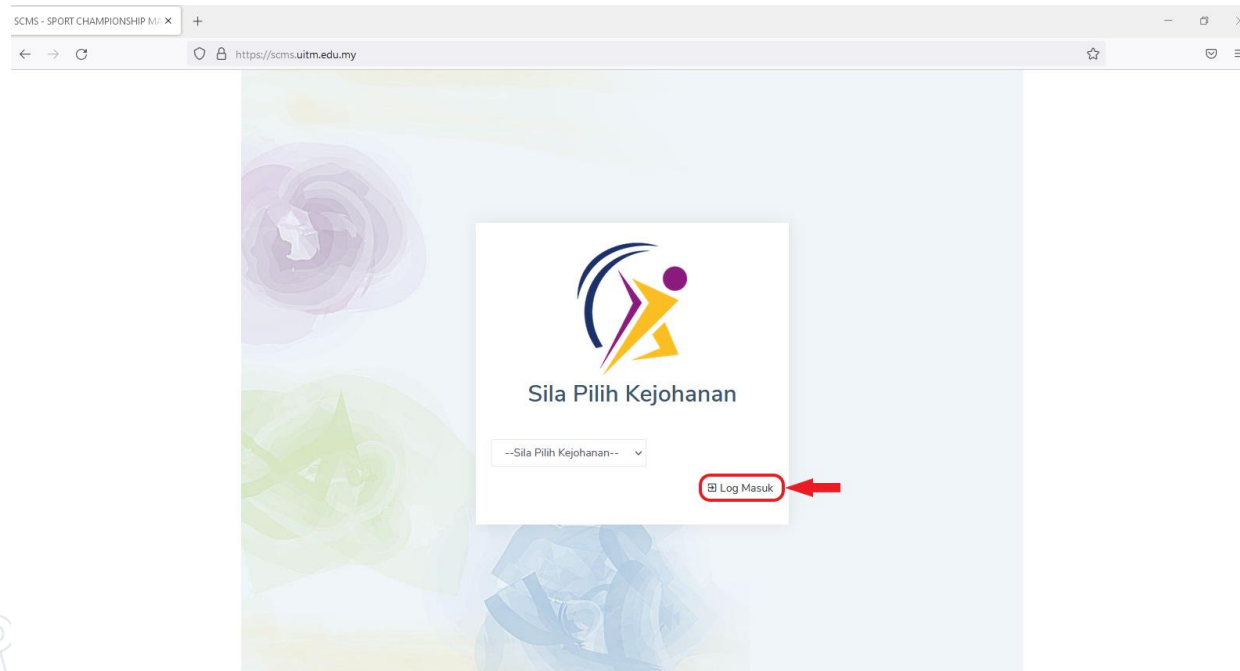 SCMS - SPORT CHAMPIONSHIP MA
https://scms.uitm.edu.my
Sila Pilih Kejohanan
--Sila Pilih Kejohanan--
Log Masuk